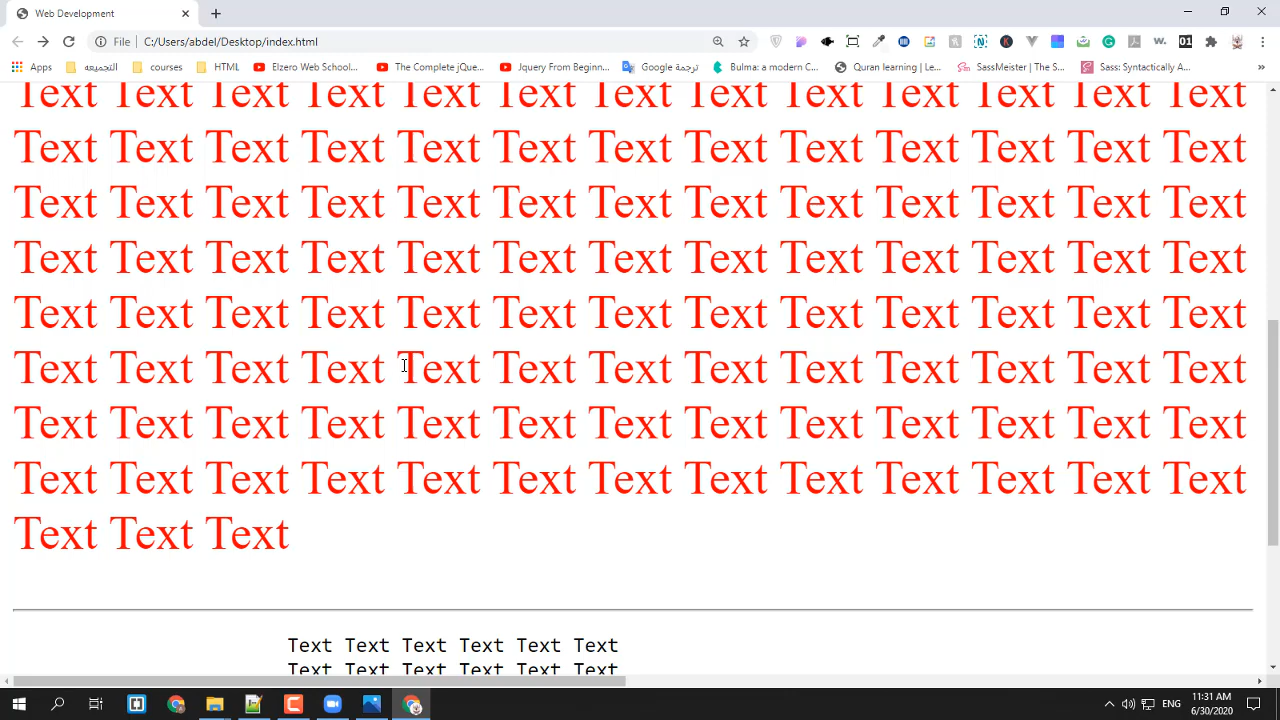 Web Development
File C:/Users/abdel/Desktop/index.html
Apps التجميعه courses HTML Elzero Web School... The Complete jQue... Jquery From Beginn... ترجمة Google Bulma: a modern C... Quran learning | Le... SassMeister | The S... Sass: Syntactically A...
Text Text Text Text Text Text Text Text Text Text Text Text Text
Text Text Text Text Text Text Text Text Text Text Text Text Text
Text Text Text Text Text Text Text Text Text Text Text Text Text
Text Text Text Text Text Text Text Text Text Text Text Text Text
Text Text Text Text Text Text Text Text Text Text Text Text Text
Text Text Text Text Text Text Text Text Text Text Text Text Text
Text Text Text Text Text Text Text Text Text Text Text Text Text
Text Text Text Text Text Text Text Text Text Text Text Text Text
Text Text Text
Text Text Text Text Text Text
Text Text Text Text Text Text
ENG 11:31 AM
6/30/2020